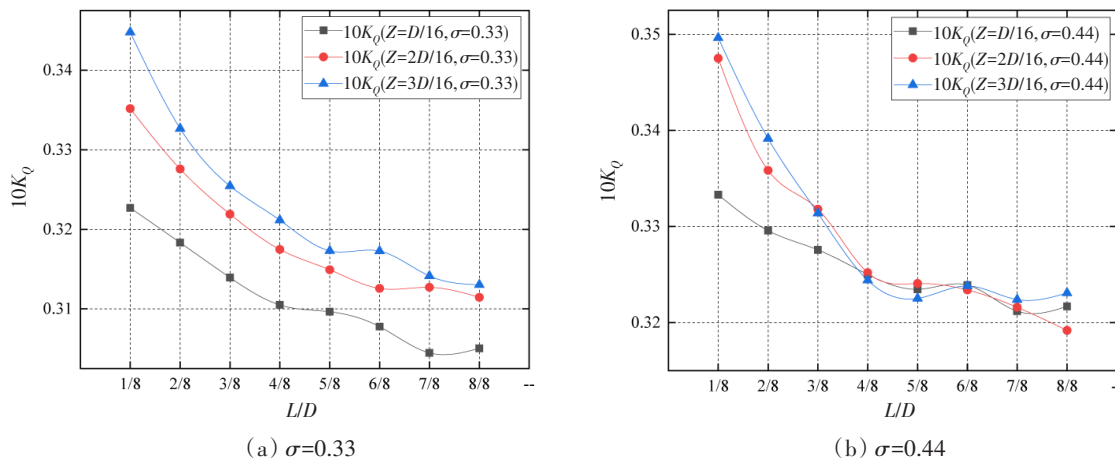 10K_Q
0.34
0.33
0.32
0.31
10K_Q(Z=D/16, σ=0.33)
10K_Q(Z=2D/16, σ=0.33)
10K_Q(Z=3D/16, σ=0.33)
1/8 2/8 3/8 4/8 5/8 6/8 7/8 8/8 --
L/D
(a) σ=0.33
10K_Q
0.35
0.34
0.33
0.32
10K_Q(Z=D/16, σ=0.44)
10K_Q(Z=2D/16, σ=0.44)
10K_Q(Z=3D/16, σ=0.44)
1/8 2/8 3/8 4/8 5/8 6/8 7/8 8/8 --
L/D
(b) σ=0.44